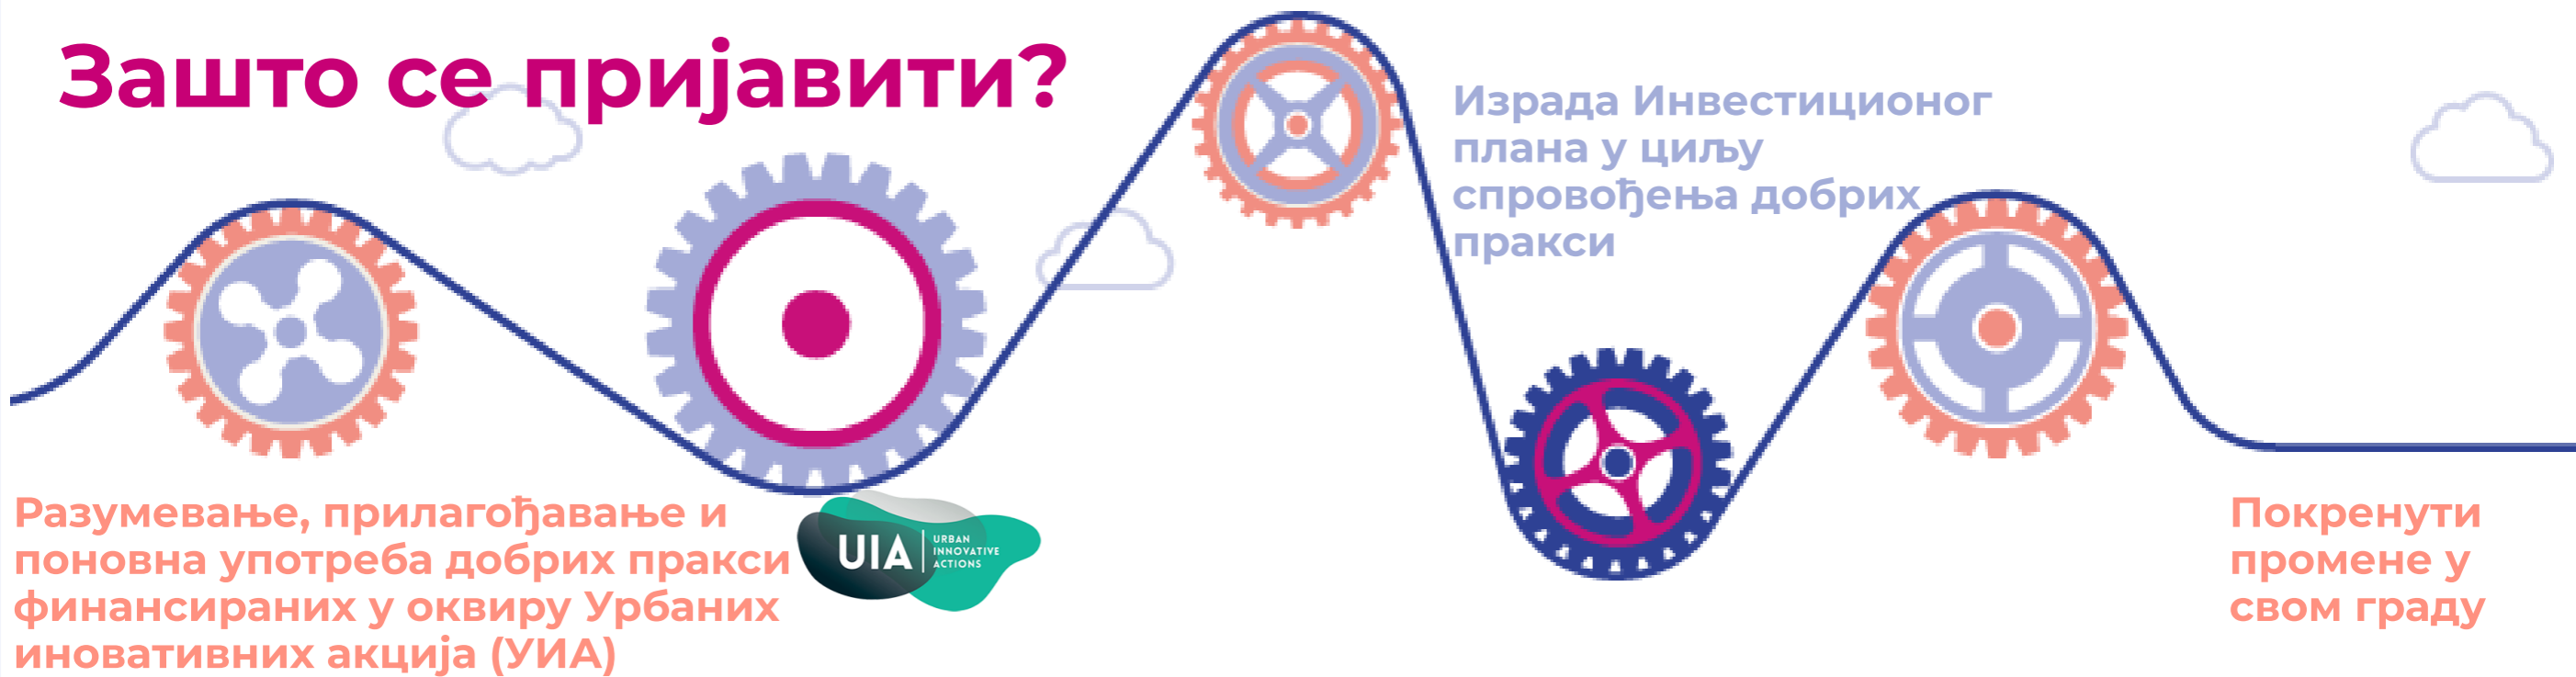 Зашто се пријавити?
Израда Инвестиционог
плана у циљу
спровођења добрих
пракси
Разумевање, прилагођавање и
поновна употреба добрих пракси
финансираних у оквиру Урбаних
иновативних акција (УИА)
UIA
URBAN
INNOVATIVE
ACTIONS
Покренути
промене у
свом граду